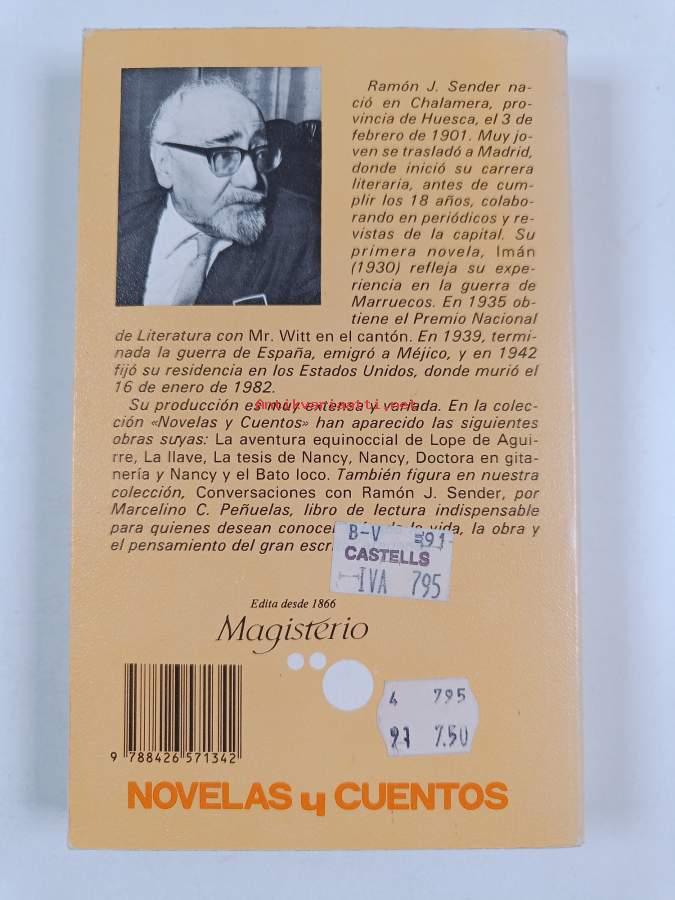 Ramón J. Sender na-
ció en Chalamera, pro-
vincia de Huesca, el 3 de
febrero de 1901. Muy jo-
ven se trasladó a Madrid,
donde inició su carrera
literaria, antes de cum-
plir los 18 años, colabo-
rando en periódicos y re-
vistas de la capital. Su
primera novela, Imán
(1930) refleja su expe-
riencia en la guerra de
Marruecos. En 1935 ob-
tiene el Premio Nacional
de Literatura con Mr. Witt en el cantón. En 1939, termi-
nada la guerra de España, emigró a Méjico, y en 1942
fijó su residencia en los Estados Unidos, donde murió el
16 de enero de 1982.
Su producción es muy extensa y variada. En la colec-
ción «Novelas y Cuentos» han aparecido las siguientes
obras suyas: La aventura equinoccial de Lope de Agui-
rre, La llave, La tesis de Nancy, Nancy, Doctora en gita-
nería y Nancy y el Bato loco. También figura en nuestra
colección, Conversaciones con Ramón J. Sender, por
Marcelino C. Peñuelas, libro de lectura indispensable
para quienes desean conocer la vida, la obra y
el pensamiento del gran
B-V 91
CASTELLS
IVA 795
Edita desde 1866
Magisterio
4 795
91 7.50
9 788426 571342
NOVELAS y CUENTOS
antikvariaatti.net